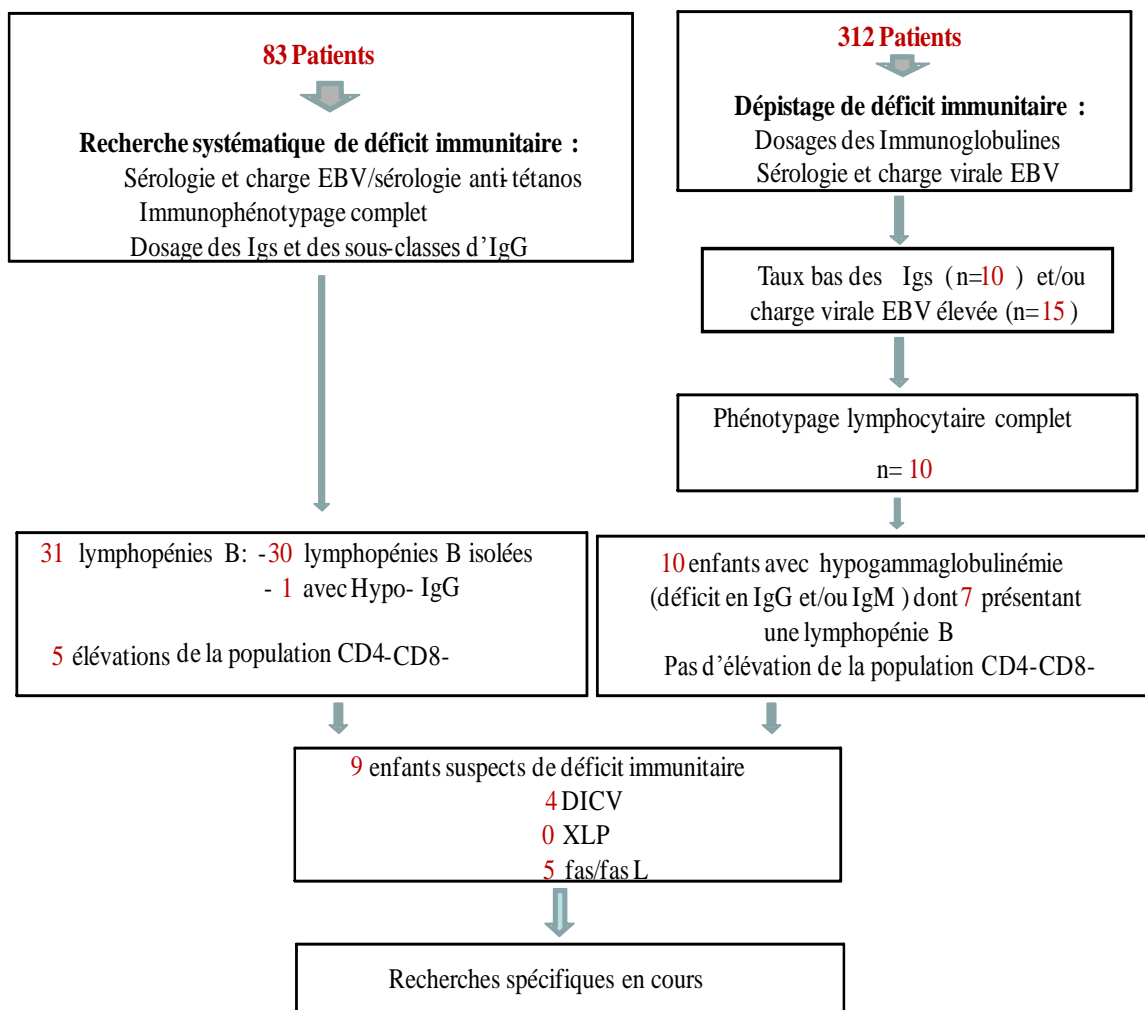 83 Patients
Recherche systématique de déficit immunitaire :
Sérologie et charge EBV/sérologie anti-tétanos
Immunophénotypage complet
Dosage des Igs et des sous-classes d'IgG
312 Patients
Dépistage de déficit immunitaire :
Dosages des Immunoglobulines
Sérologie et charge virale EBV
Taux bas des Igs (n=10 ) et/ou
charge virale EBV élevée (n=15 )
Phénotypage lymphocytaire complet
n= 10
31 lymphopénies B: -30 lymphopénies B isolées
- 1 avec Hypo- IgG
5 élévations de la population CD4-CD8-
10 enfants avec hypogammaglobulinémie
(déficit en IgG et/ou IgM ) dont 7 présentant
une lymphopénie B
Pas d'élévation de la population CD4-CD8-
9 enfants suspects de déficit immunitaire
4 DICV
0 XLP
5 fas/fas L
Recherches spécifiques en cours